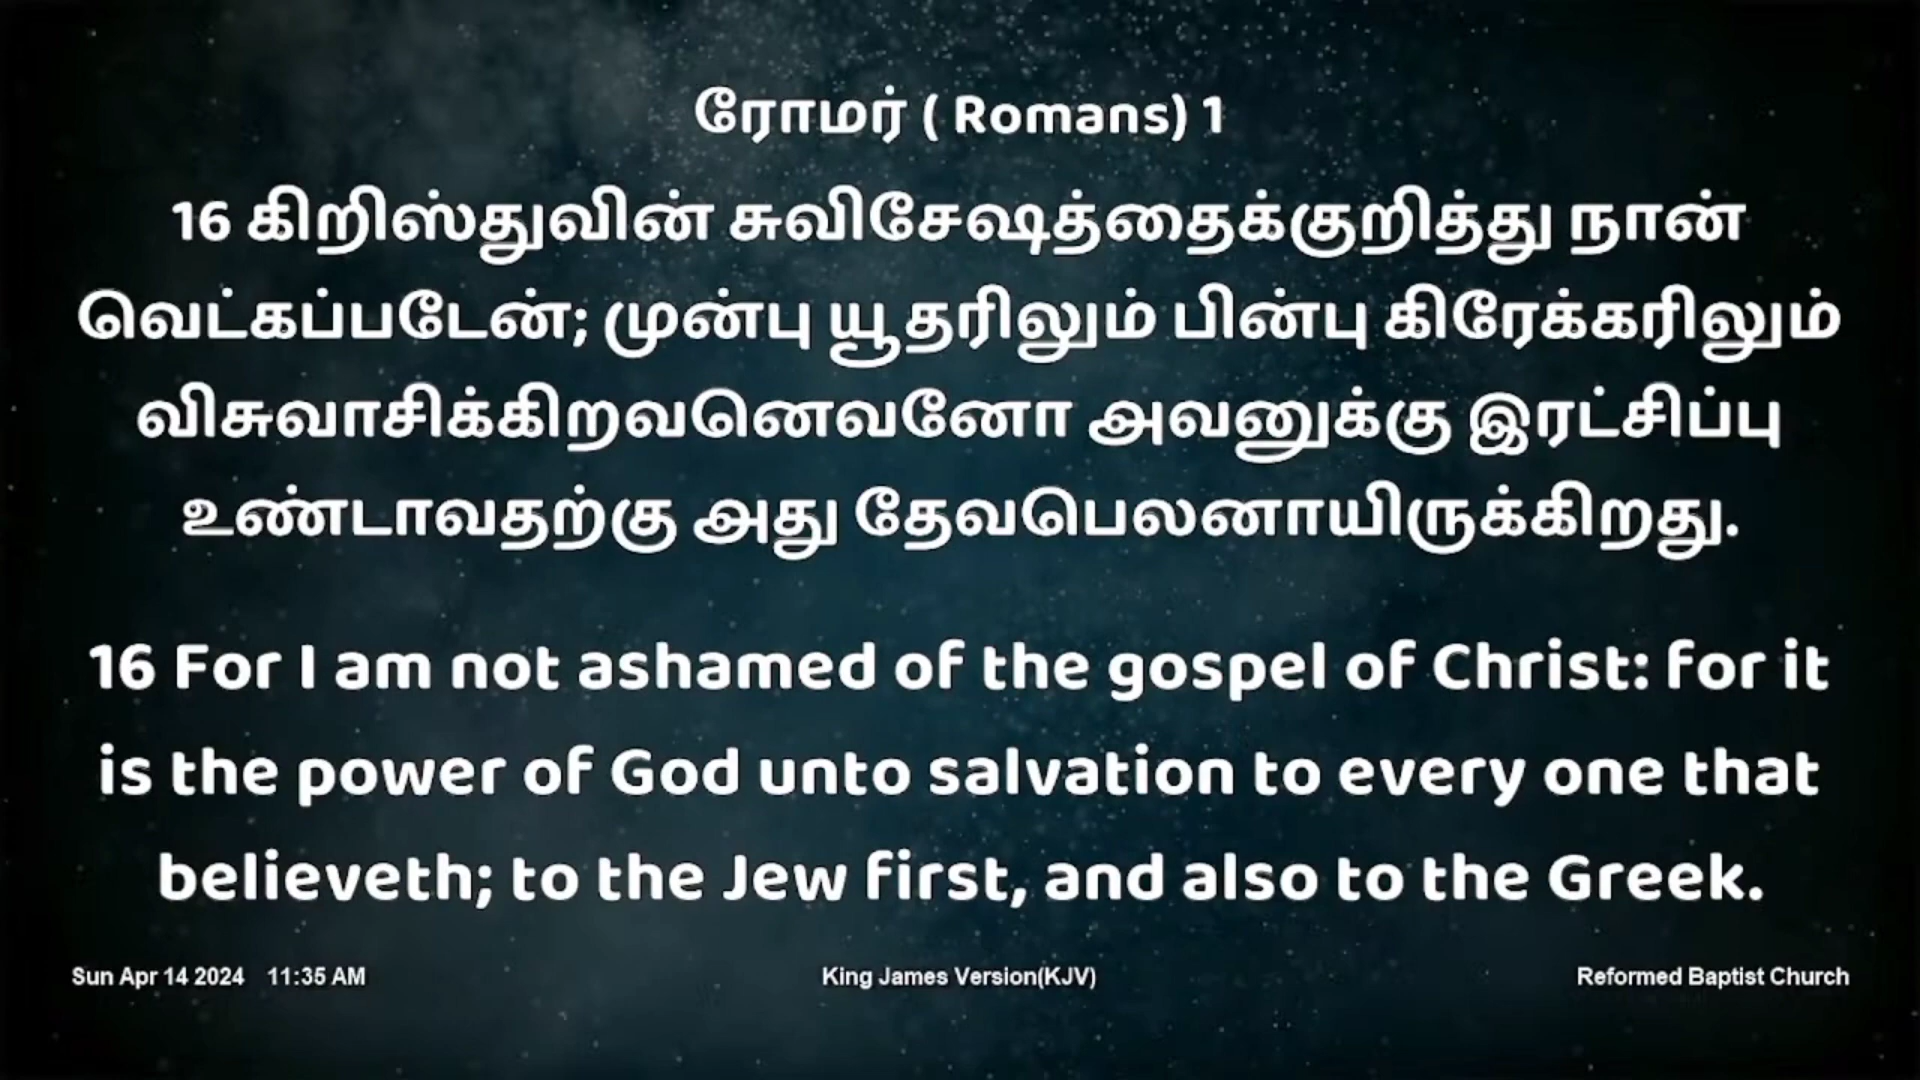 ரோமர் ( Romans) 1
16 கிறிஸ்துவின் சுவிசேஷத்தைக்குறித்து நான்
வெட்கப்படேன்; முன்பு யூதரிலும் பின்பு கிரேக்கரிலும்
விசுவாசிக்கிறவனெவனோ அவனுக்கு இரட்சிப்பு
உண்டாவதற்கு அது தேவபெலனாயிருக்கிறது.
16 For I am not ashamed of the gospel of Christ: for it
is the power of God unto salvation to every one that
believeth; to the Jew first, and also to the Greek.
Sun Apr 14 2024 11:35 AM King James Version(KJV) Reformed Baptist Church